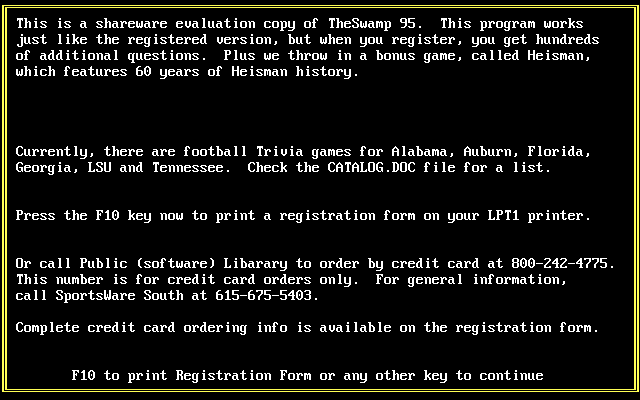 This is a shareware evaluation copy of TheSwamp 95.  This program works
just like the registered version, but when you register, you get hundreds
of additional questions.  Plus we throw in a bonus game, called Heisman,
which features 60 years of Heisman history.
Currently, there are football Trivia games for Alabama, Auburn, Florida,
Georgia, LSU and Tennessee.  Check the CATALOG.DOC file for a list.
Press the F10 key now to print a registration form on your LPT1 printer.
Or call Public (software) Libarary to order by credit card at 800-242-4775.
This number is for credit card orders only.  For general information,
call SportsWare South at 615-675-5403.
Complete credit card ordering info is available on the registration form.
F10 to print Registration Form or any other key to continue